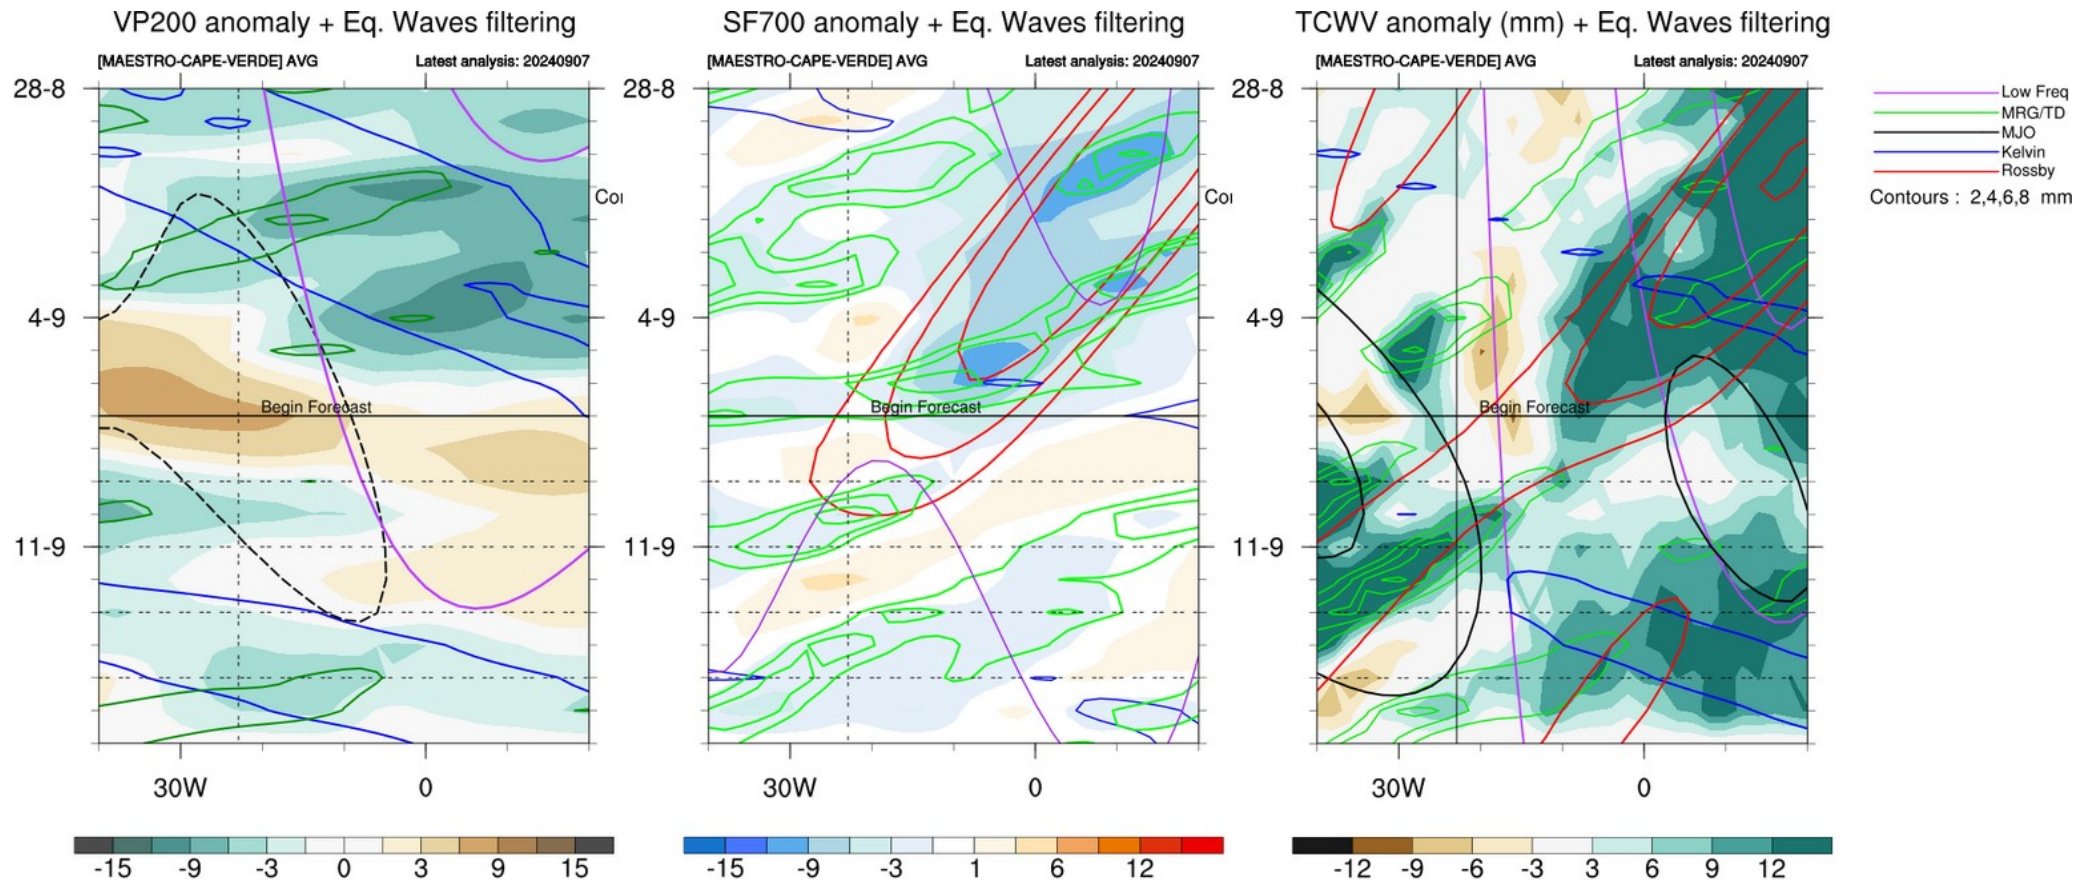 VP200 anomaly + Eq. Waves filtering
[MAESTRO-CAPE-VERDE] AVG Latest analysis: 20240907
28-8
4-9
11-9
Begin Forecast
30W 0
-15 -9 -3 0 3 9 15
Coi
SF700 anomaly + Eq. Waves filtering
[MAESTRO-CAPE-VERDE] AVG Latest analysis: 20240907
28-8
4-9
11-9
Begin Forecast
30W 0
-15 -9 -3 1 6 12
Coi
TCWV anomaly (mm) + Eq. Waves filtering
[MAESTRO-CAPE-VERDE] AVG Latest analysis: 20240907
28-8
4-9
11-9
Begin Forecast
30W 0
-12 -9 -6 -3 3 6 9 12
Low Freq
MRG/TD
MJO
Kelvin
Rossby
Contours : 2,4,6,8 mm